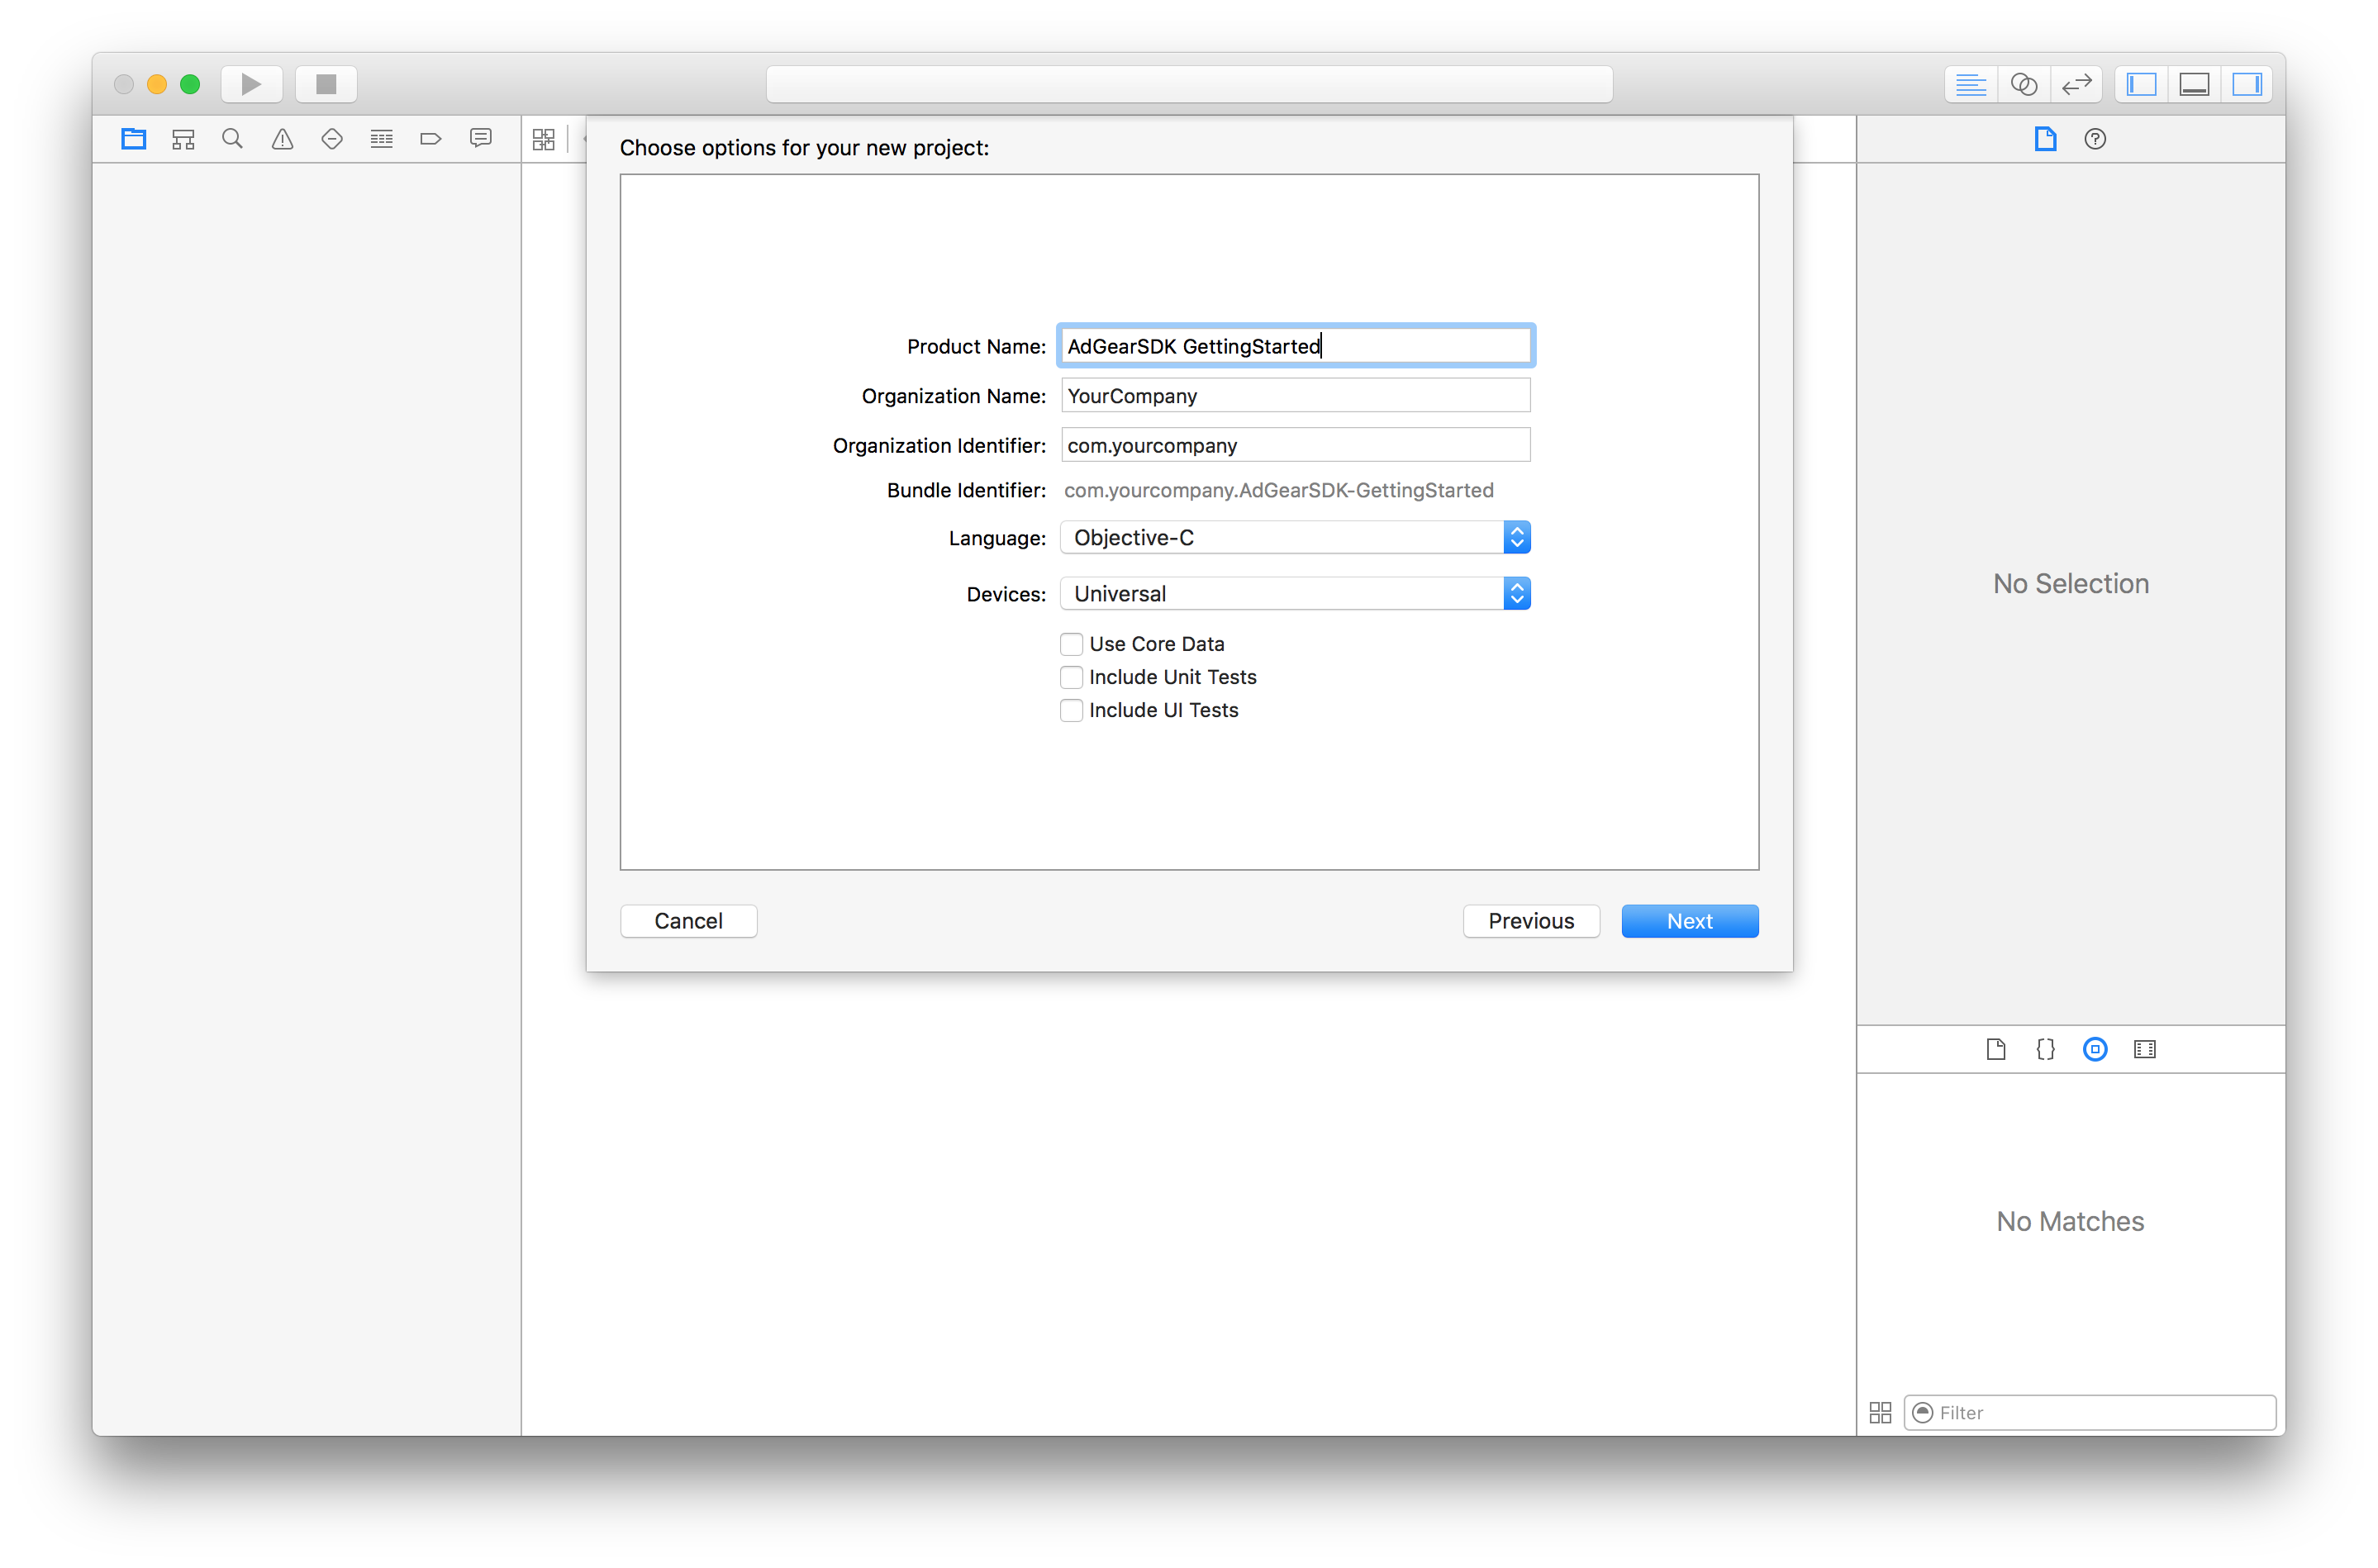 Choose options for your new project:
Product Name: AdGearSDK GettingStarted
Organization Name: YourCompany
Organization Identifier: com.yourcompany
Bundle Identifier: com.yourcompany.AdGearSDK-GettingStarted
Language: Objective-C
Devices: Universal
Use Core Data
Include Unit Tests
Include UI Tests
Cancel Previous Next
No Selection
No Matches
Filter